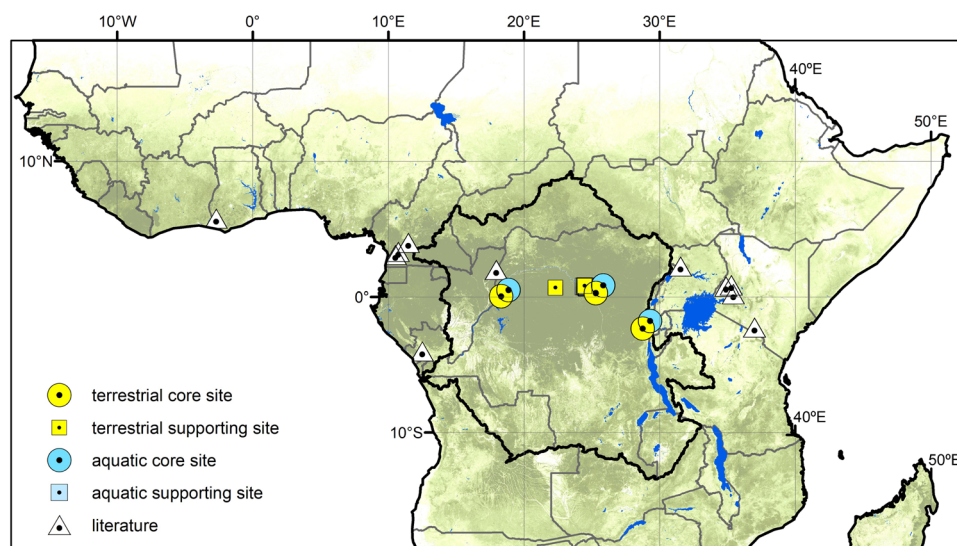 10°W 0° 10°E 20°E 30°E
40°E
50°E
10°N
0°
10°S
40°E
50°E
terrestrial core site
terrestrial supporting site
aquatic core site
aquatic supporting site
literature